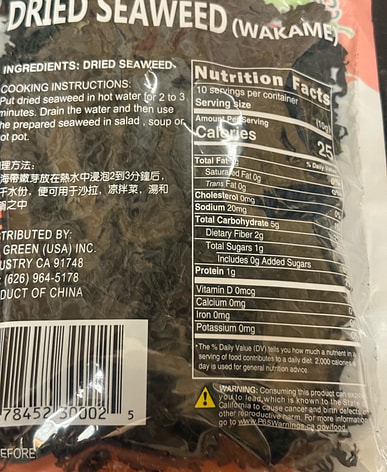 DRIED SEAWEED (WAKAME)
INGREDIENTS: DRIED SEAWEED
COOKING INSTRUCTIONS:
Put dried seaweed in hot water for 2 to 3
minutes. Drain the water and then use
he prepared seaweed in salad , soup or
ot pot.
理方法:
海帶嫩芽放在熱水中浸泡2到3分鐘后,
干水份, 便可用于沙拉, 凉拌菜, 湯和
鍋之中
TRIBUTED BY:
GREEN (USA) INC.
USTRY CA 91748
(626) 964-5178
DUCT OF CHINA
78452 30002 5
EFORE
Nutrition Facts
10 servings per container
Serving size (10g)
Amount Per Serving
Calories 25
% Daily
Total Fat
Saturated Fat 0g
Trans Fat 0g
Cholesterol 0mg
Sodium 20mg
Total Carbohydrate 5g
Dietary Fiber 2g
Total Sugars 1g
Includes 0g Added Sugars
Protein 1g
Vitamin D 0mcg
Calcium 0mg
Iron 0mg
Potassium 0mg
*The % Daily Value (DV) tells you how much a nutrient in a
serving of food contributes to a daily diet. 2,000 calories a
day is used for general nutrition advice.
WARNING: Consuming this product can expose
you to lead, which is known to the State of
California to cause cancer and birth defects or
other reproductive harm. For more information
go to www.P65Warnings.ca.gov/food.